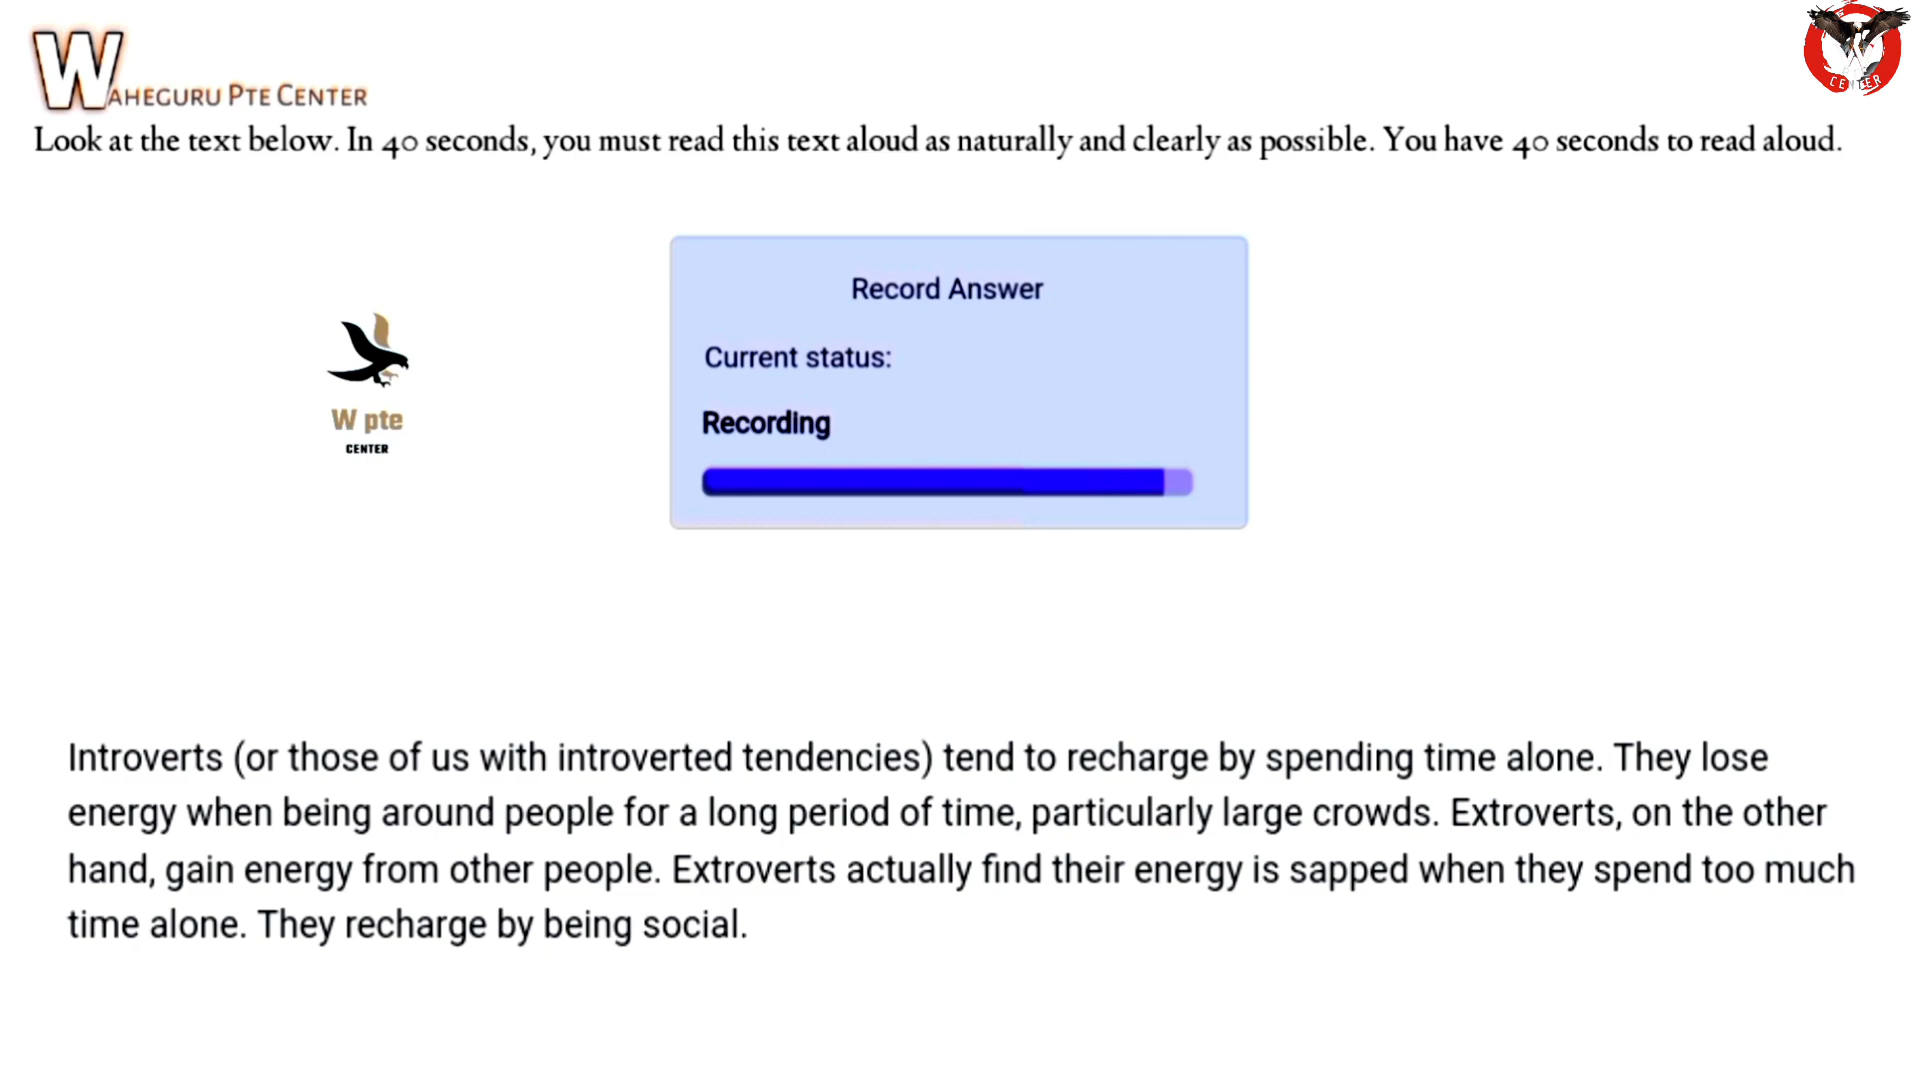 WAHEGURU PTE CENTER
CENTER
Look at the text below. In 40 seconds, you must read this text aloud as naturally and clearly as possible. You have 40 seconds to read aloud.
Record Answer
Current status:
Recording
W pte
CENTER
Introverts (or those of us with introverted tendencies) tend to recharge by spending time alone. They lose
energy when being around people for a long period of time, particularly large crowds. Extroverts, on the other
hand, gain energy from other people. Extroverts actually find their energy is sapped when they spend too much
time alone. They recharge by being social.